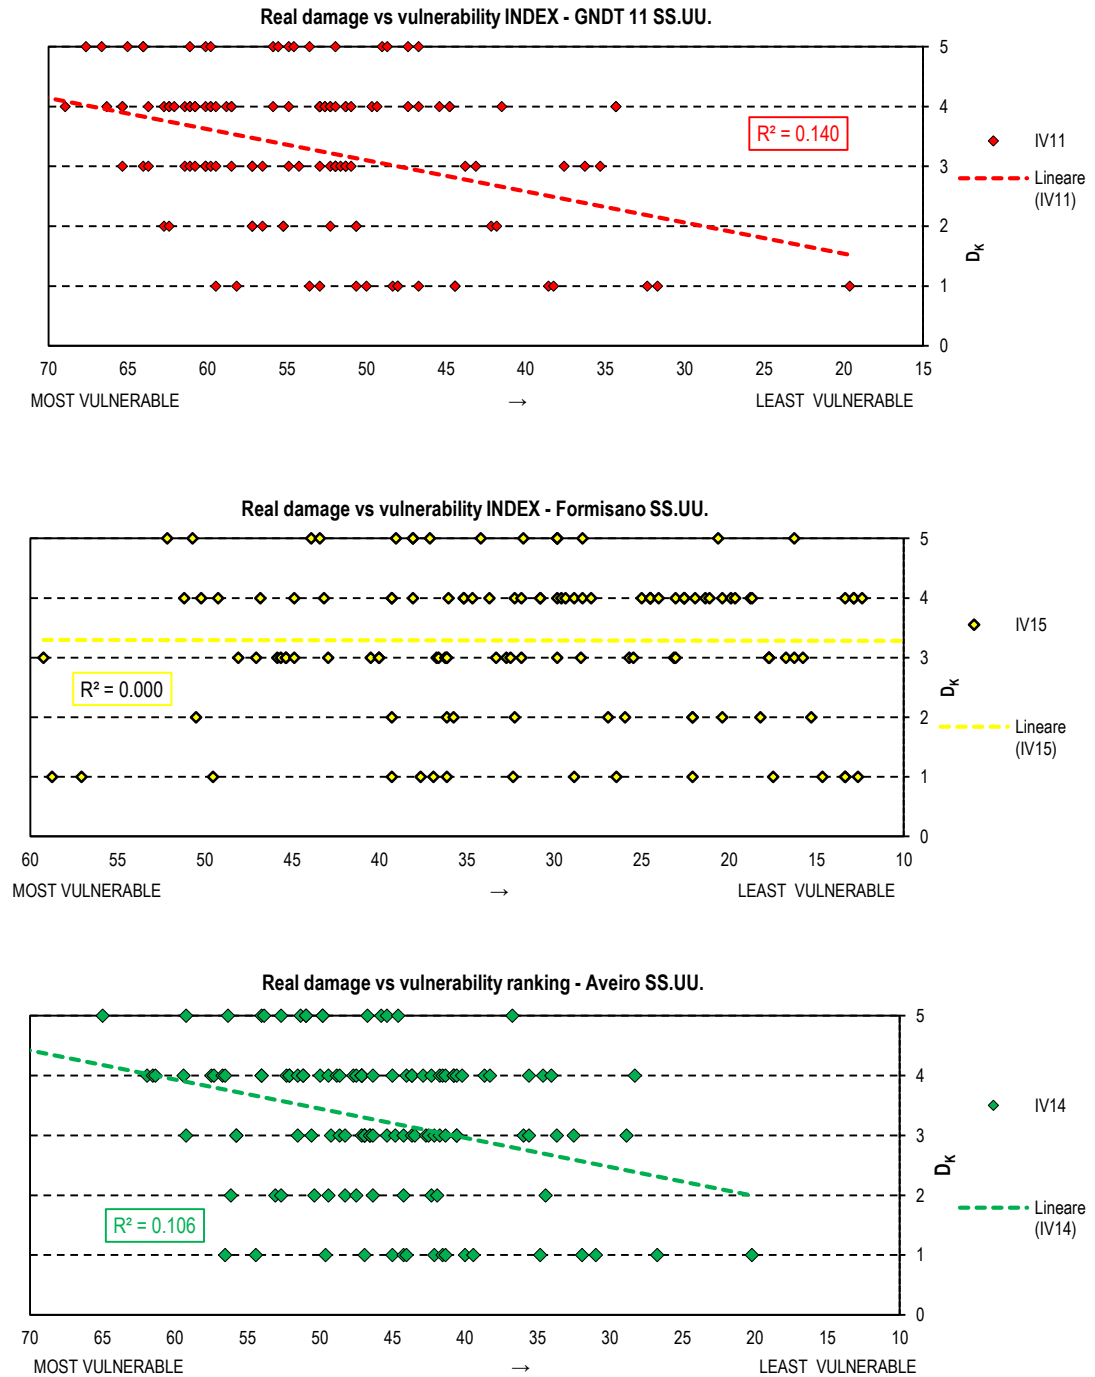 Real damage vs vulnerability INDEX - GNDT 11 SS.UU.
5
4
R² = 0.140
IV11
3
Lineare
(IV11)
2
D_K
1
0
70 65 60 55 50 45 40 35 30 25 20 15
MOST VULNERABLE → LEAST VULNERABLE
Real damage vs vulnerability INDEX - Formisano SS.UU.
5
4
IV15
3
R² = 0.000
D_K
2
Lineare
(IV15)
1
0
60 55 50 45 40 35 30 25 20 15 10
MOST VULNERABLE → LEAST VULNERABLE
Real damage vs vulnerability ranking - Aveiro SS.UU.
5
4
IV14
3
D_K
2
Lineare
(IV14)
R² = 0.106
1
0
70 65 60 55 50 45 40 35 30 25 20 15 10
MOST VULNERABLE → LEAST VULNERABLE